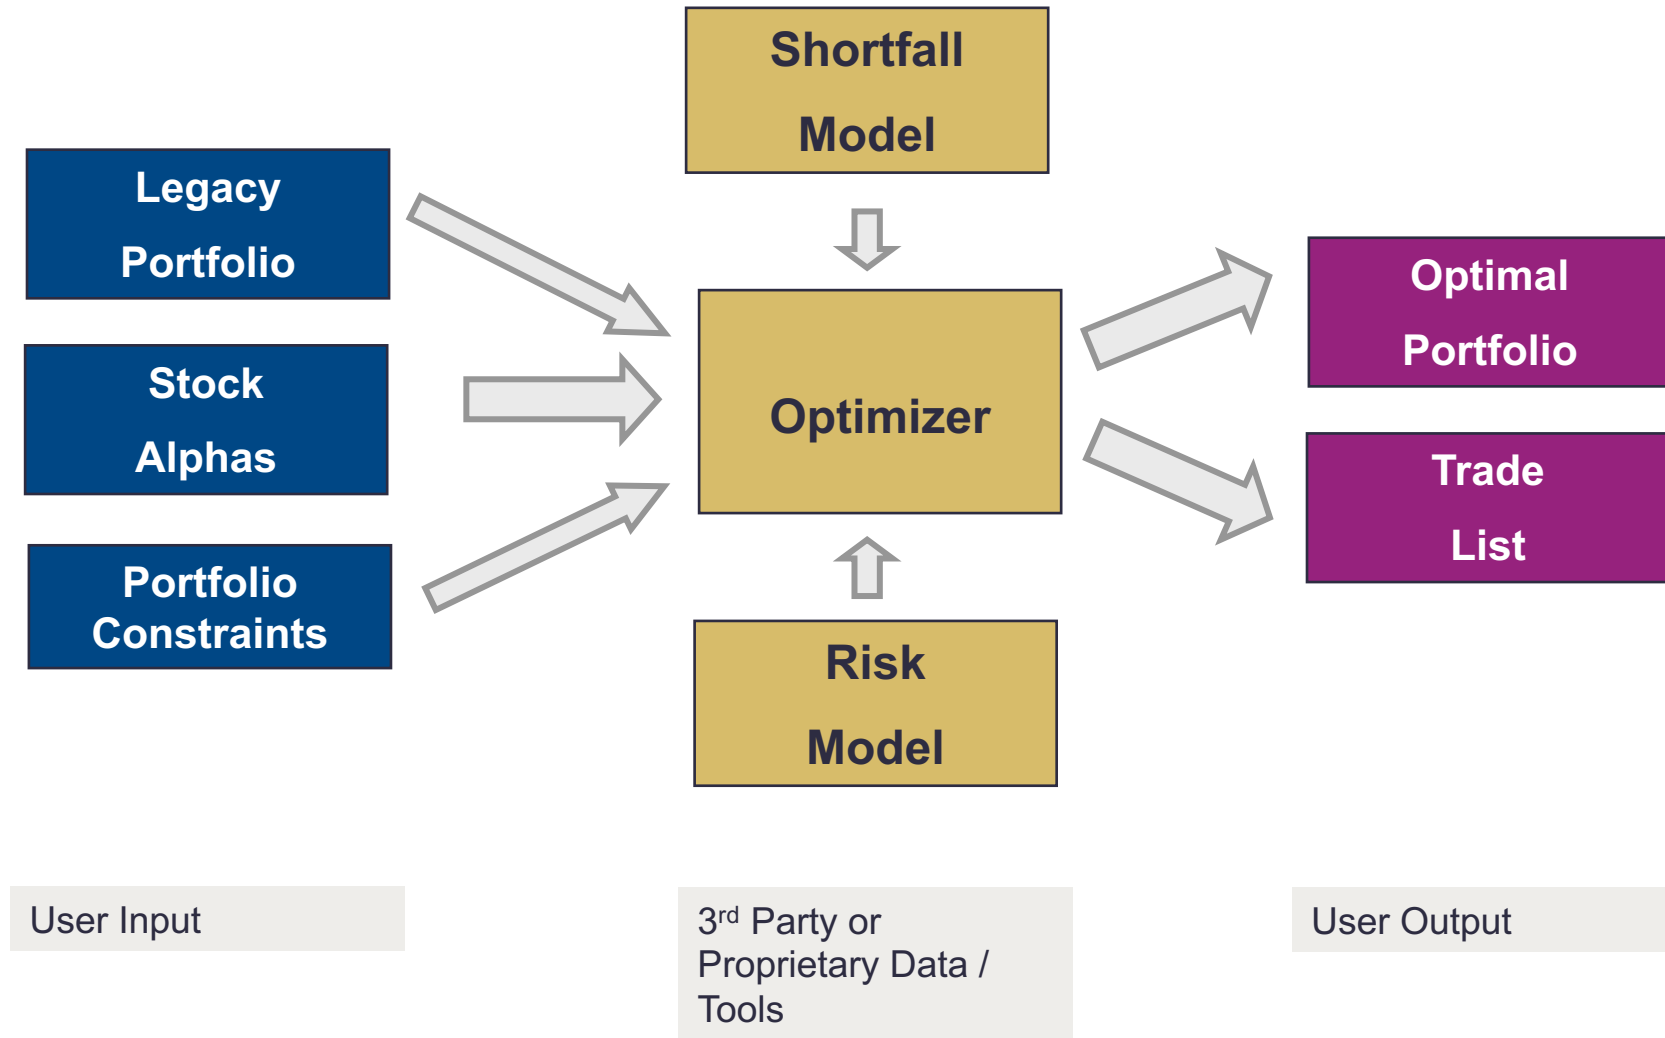 Shortfall
Model
Legacy
Portfolio
Stock
Alphas
Portfolio
Constraints
Optimizer
Risk
Model
Optimal
Portfolio
Trade
List
User Input
3rd Party or
Proprietary Data /
Tools
User Output